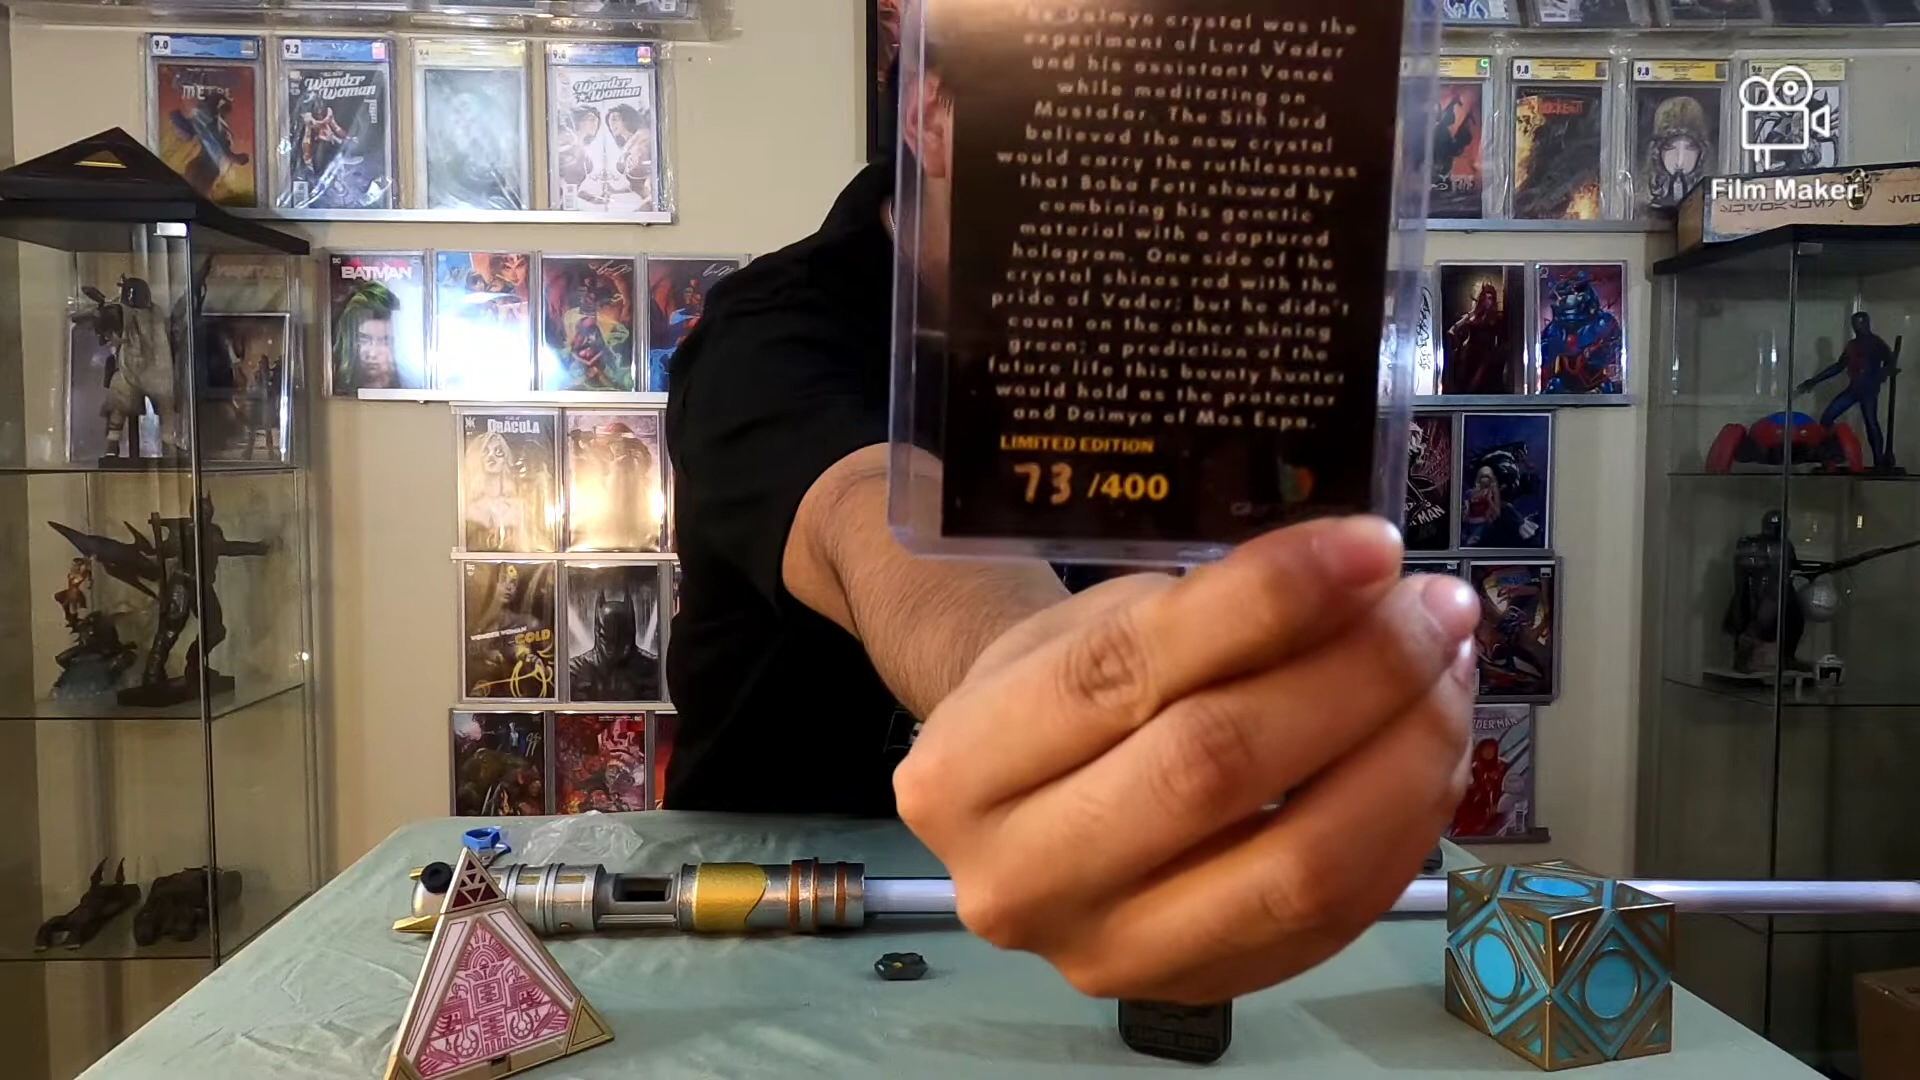 The Daimyo crystal was the
experiment of Lord Vader
and his assistant Vaneé
while meditating on
Mustafar. The Sith lord
believed the new crystal
would carry the ruthlessness
that Boba Fett showed by
combining his genetic
material with a captured
hologram. One side of the
crystal shines red with the
pride of Vader; but he didn't
count on the other shining
green; a prediction of the
future life this bounty hunter
would hold as the protector
and Daimyo of Mos Espa.
LIMITED EDITION
73 /400
Film Maker
9.0
9.2
METAL
Wonder Woman
Wonder Woman
BATMAN
DRACULA
WONDER WOMAN
GOLD
9.8
9.8